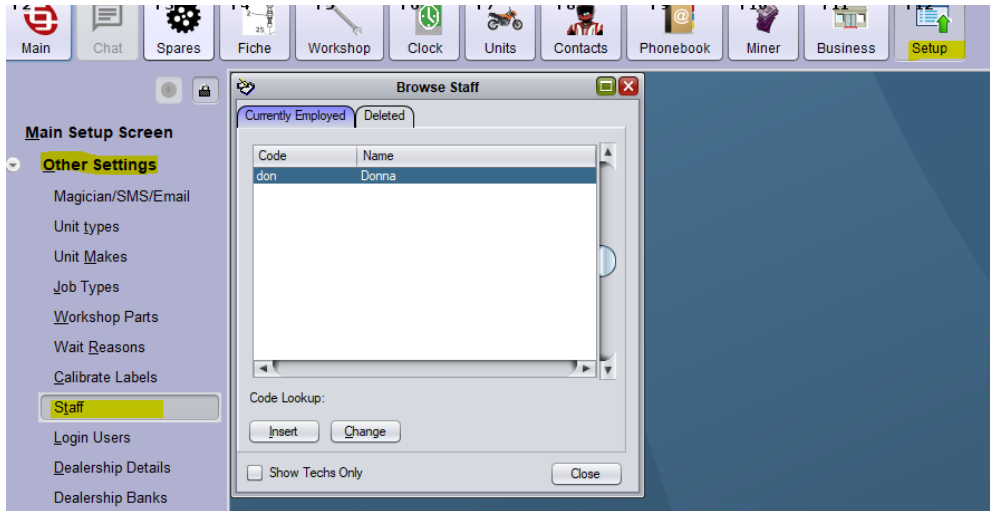 Main Chat Spares Fiche Workshop Clock Units Contacts Phonebook Miner Business Setup
Browse Staff
Currently Employed Deleted
Main Setup Screen
Other Settings
Code Name
don Donna
Magician/SMS/Email
Unit types
Unit Makes
Job Types
Workshop Parts
Wait Reasons
Calibrate Labels
Code Lookup:
Staff
Insert Change
Login Users
Dealership Details
Show Techs Only Close
Dealership Banks